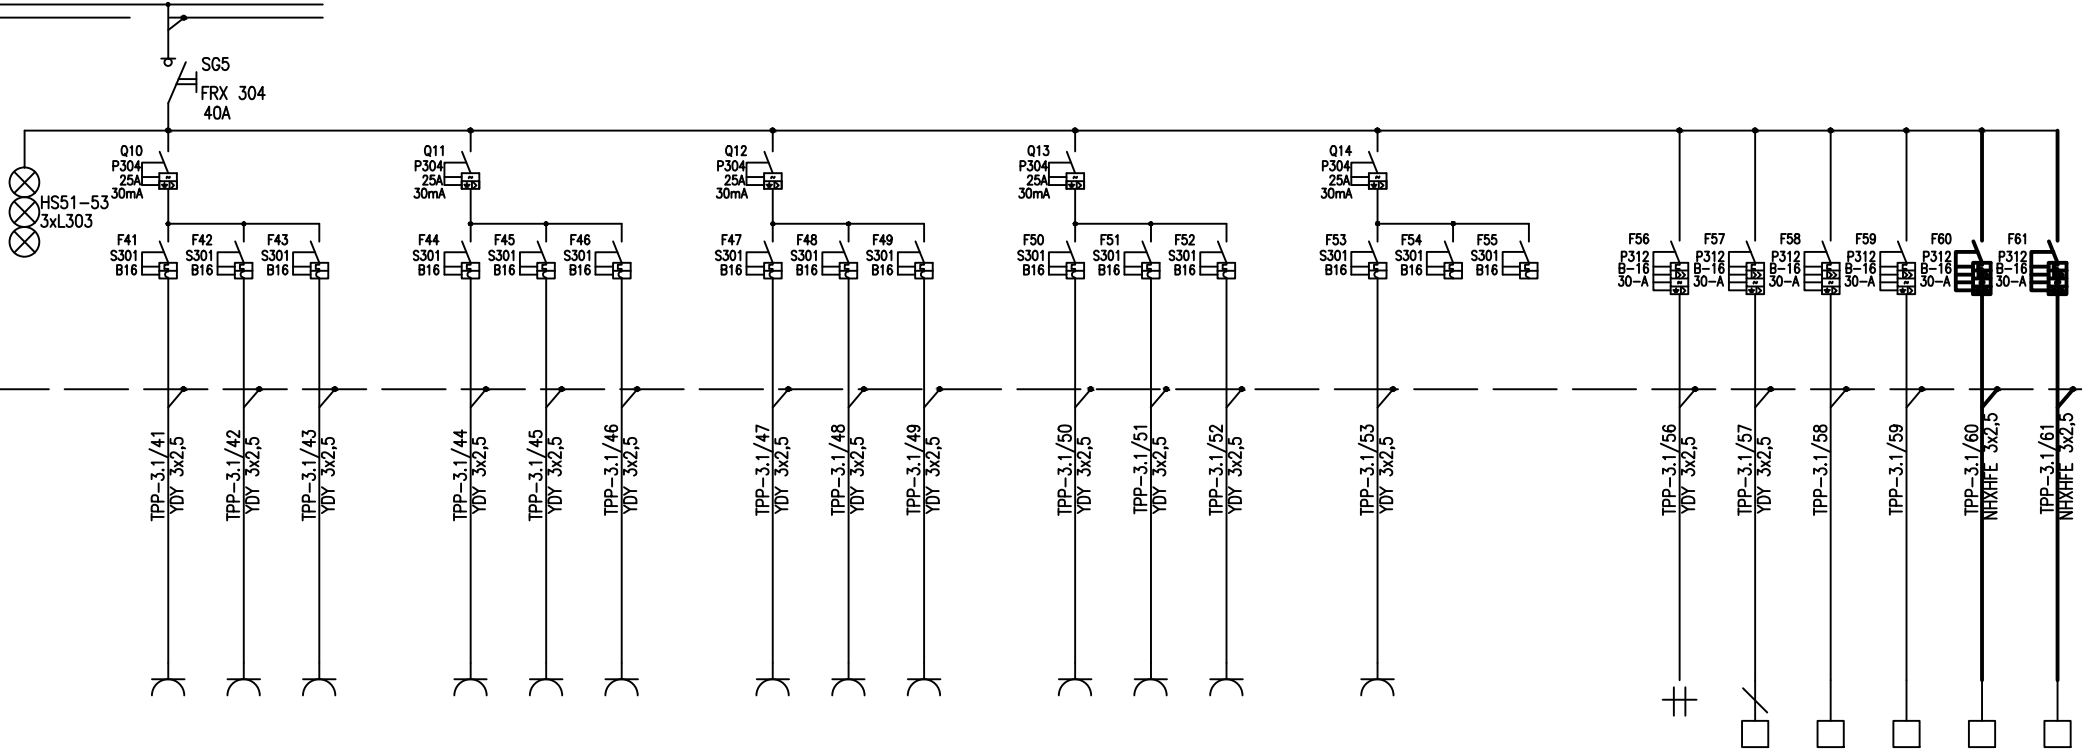 SG5
FRX 304
40A
HS51-53
3xL303
Q10
P304
25A
30mA
Q11
P304
25A
30mA
Q12
P304
25A
30mA
Q13
P304
25A
30mA
Q14
P304
25A
30mA
F41
S301
B16
F42
S301
B16
F43
S301
B16
F44
S301
B16
F45
S301
B16
F46
S301
B16
F47
S301
B16
F48
S301
B16
F49
S301
B16
F50
S301
B16
F51
S301
B16
F52
S301
B16
F53
S301
B16
F54
S301
B16
F55
S301
B16
F56
P312
B-16
30-A
F57
P312
B-16
30-A
F58
P312
B-16
30-A
F59
P312
B-16
30-A
F60
P312
B-16
30-A
F61
P312
B-16
30-A
TPP-3.1/41
YDY 3x2,5
TPP-3.1/42
YDY 3x2,5
TPP-3.1/43
YDY 3x2,5
TPP-3.1/44
YDY 3x2,5
TPP-3.1/45
YDY 3x2,5
TPP-3.1/46
YDY 3x2,5
TPP-3.1/47
YDY 3x2,5
TPP-3.1/48
YDY 3x2,5
TPP-3.1/49
YDY 3x2,5
TPP-3.1/50
YDY 3x2,5
TPP-3.1/51
YDY 3x2,5
TPP-3.1/52
YDY 3x2,5
TPP-3.1/53
YDY 3x2,5
TPP-3.1/56
YDY 3x2,5
TPP-3.1/57
YDY 3x2,5
TPP-3.1/58
TPP-3.1/59
TPP-3.1/60
NHXHFE 3x2,5
TPP-3.1/61
NHXHFE 3x2,5